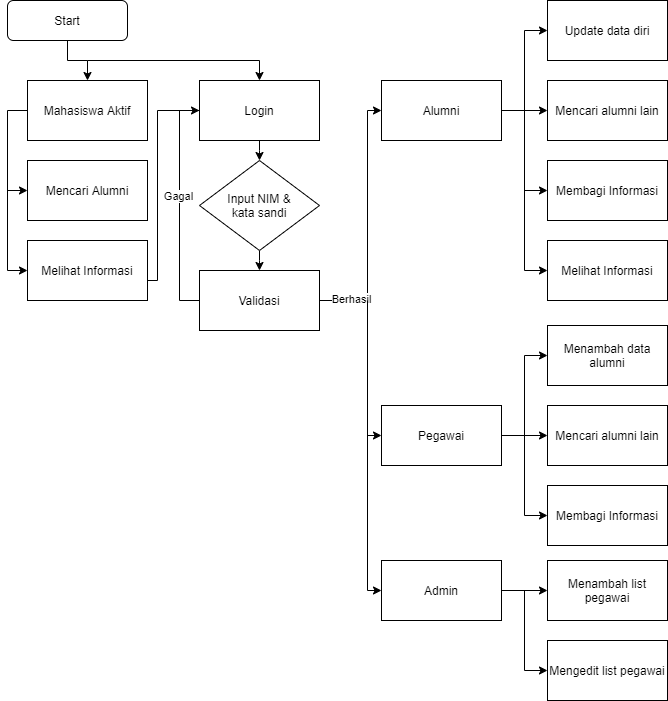 Start
Mahasiswa Aktif
Mencari Alumni
Melihat Informasi
Login
Input NIM &
kata sandi
Gagal
Validasi
Berhasil
Alumni
Update data diri
Mencari alumni lain
Membagi Informasi
Melihat Informasi
Pegawai
Menambah data
alumni
Mencari alumni lain
Membagi Informasi
Admin
Menambah list
pegawai
Mengedit list pegawai